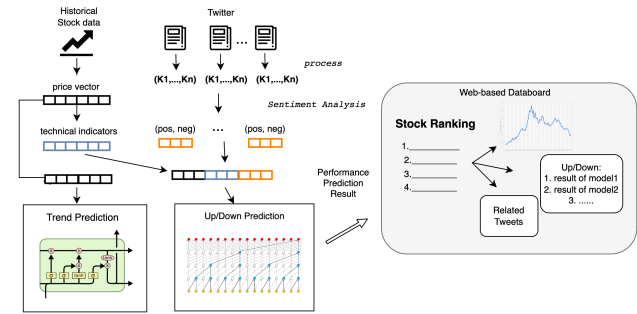 Historical
Stock data
Twitter
...
process
(K1,...,Kn) (K1,...,Kn) (K1,...,Kn)
price vector
Sentiment Analysis
technical indicators
(pos, neg) ... (pos, neg)
Trend Prediction
tanh
σ σ tanh σ
Up/Down Prediction
Performance
Prediction
Result
Web-based Databoard
Stock Ranking
1.
2.
3.
4.
Up/Down:
1. result of model1
2. result of model2
3. ......
Related
Tweets